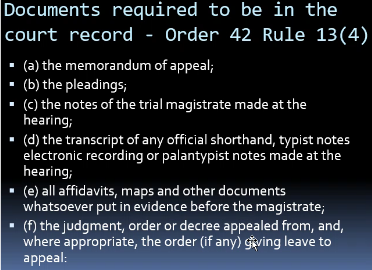 Documents required to be in the
court record - Order 42 Rule 13(4)
(a) the memorandum of appeal;
(b) the pleadings;
(c) the notes of the trial magistrate made at the
hearing;
(d) the transcript of any official shorthand, typist notes
electronic recording or palantypist notes made at the
hearing;
(e) all affidavits, maps and other documents
whatsoever put in evidence before the magistrate;
(f) the judgment, order or decree appealed from, and,
where appropriate, the order (if any) giving leave to
appeal: